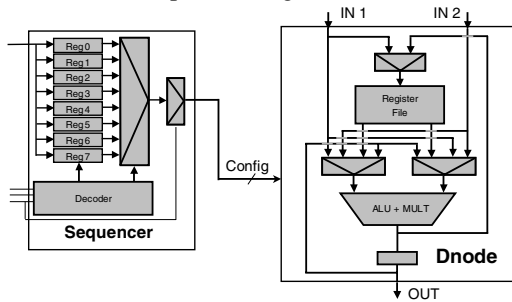 IN 1 IN 2
Reg0
Reg1
Reg2
Reg3
Reg4
Reg5
Reg6
Reg7
Decoder
Sequencer
Config
Register
File
ALU + MULT
Dnode
OUT